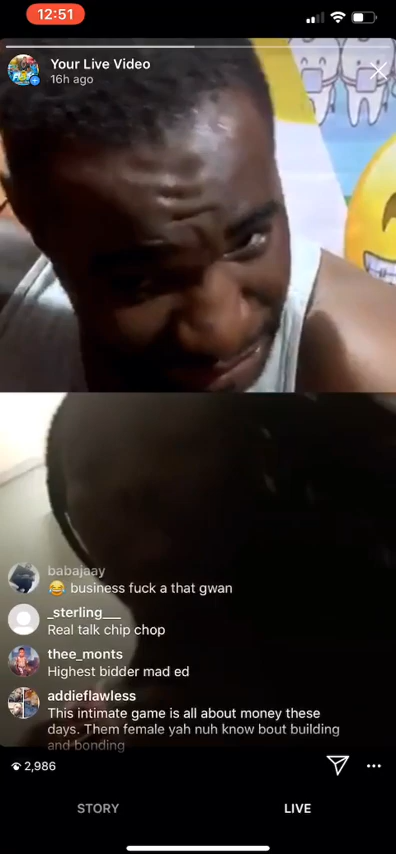 12:51
Your Live Video
16h ago
babajaay
😂 business fuck a that gwan
_sterling___
Real talk chip chop
thee_monts
Highest bidder mad ed
addieflawless
This intimate game is all about money these
days. Them female yah nuh know bout building
and bonding
2,986
STORY
LIVE